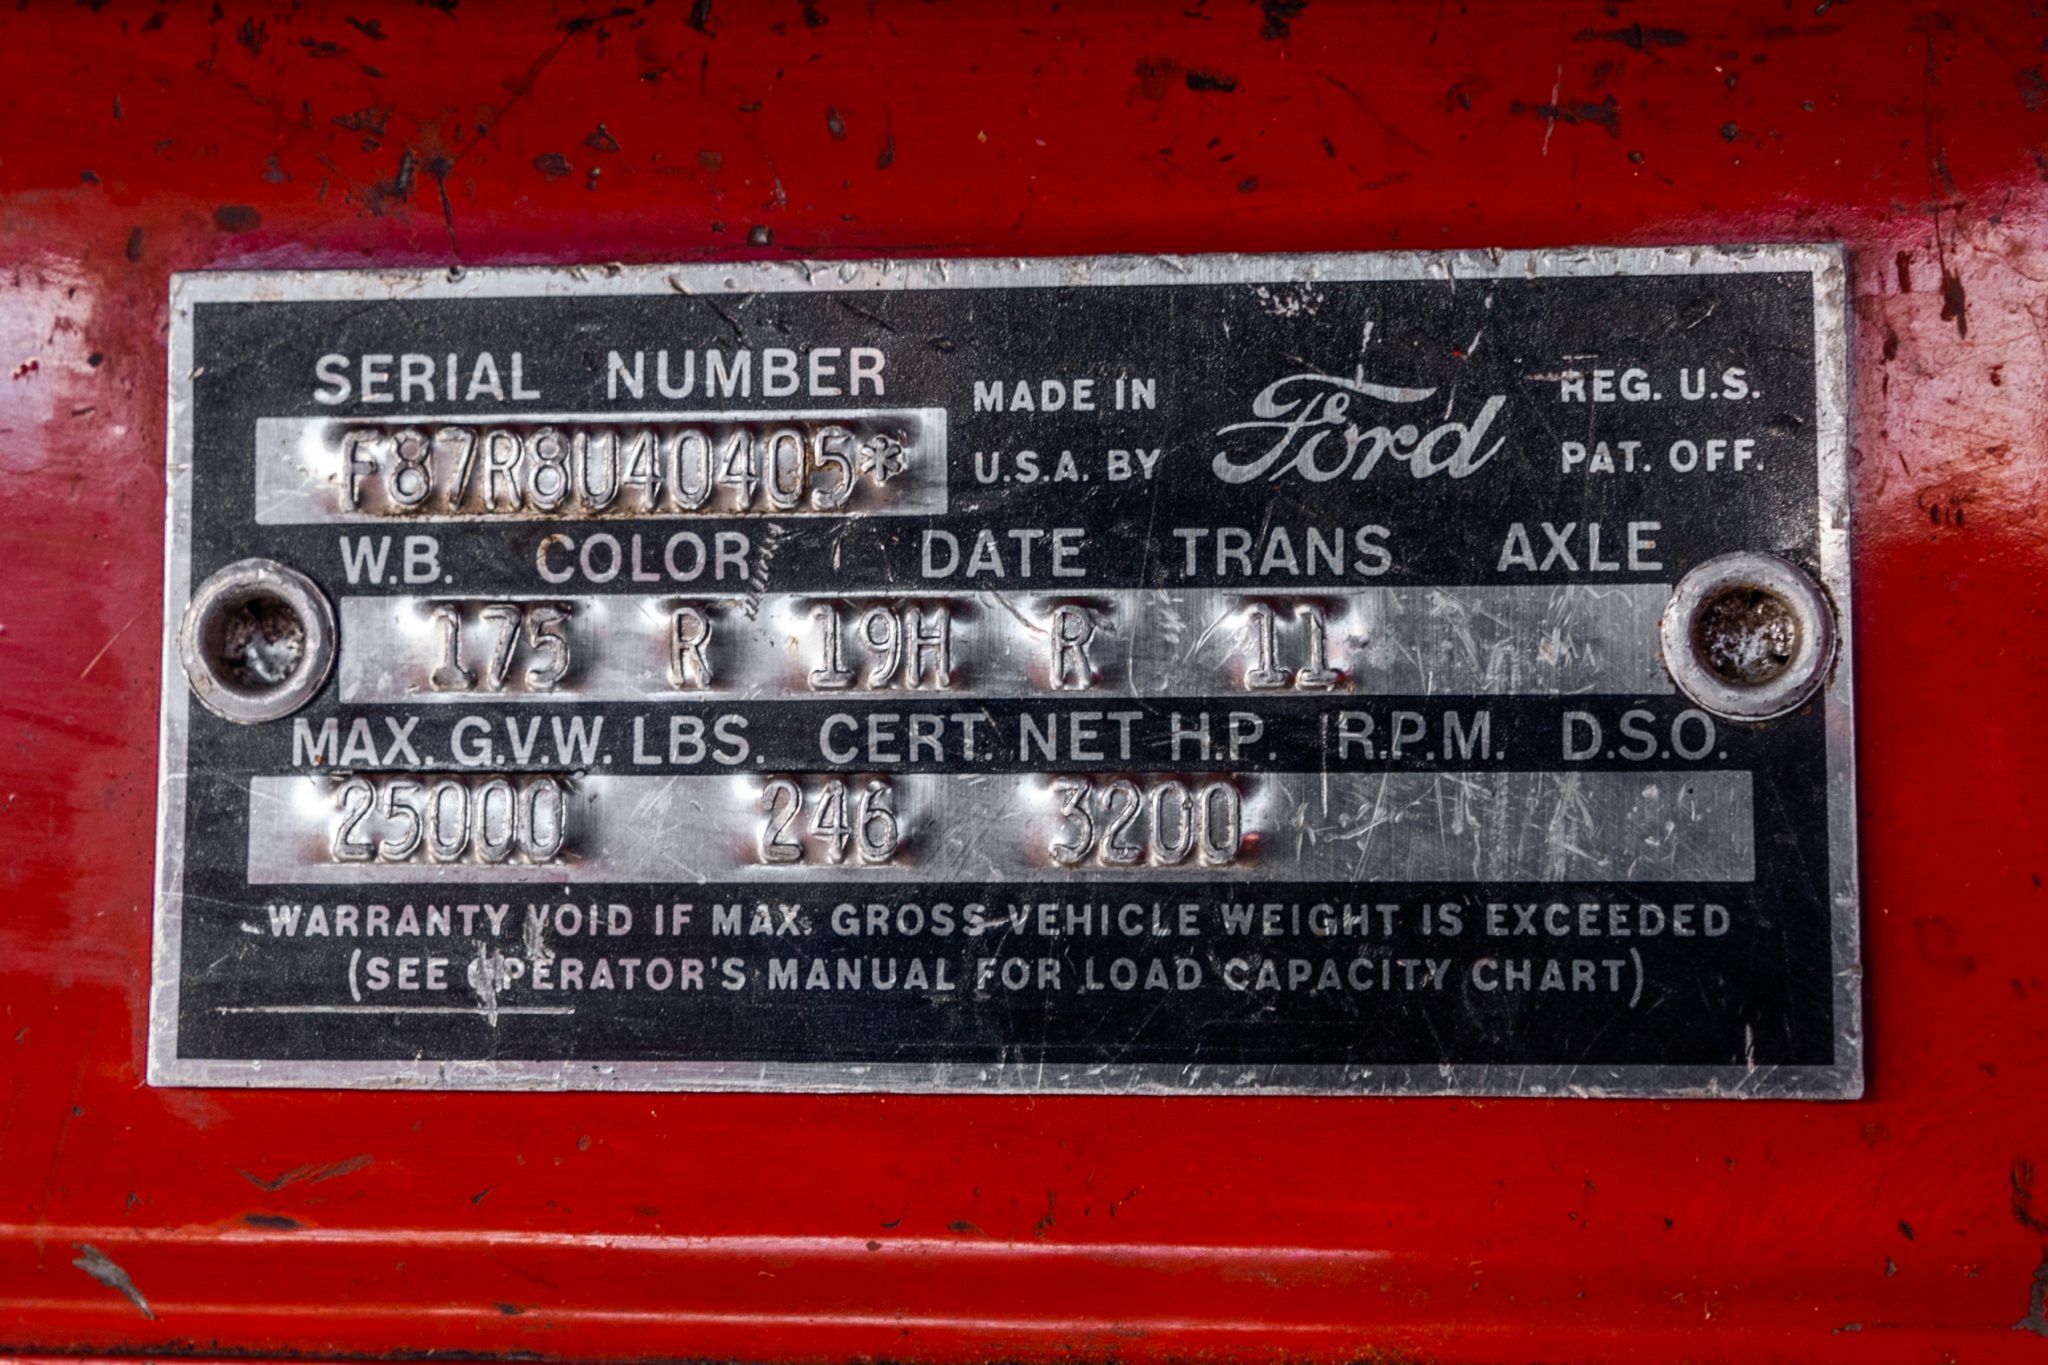 SERIAL NUMBER
F87R8U40405*
MADE IN
U.S.A. BY
Ford
REG. U.S.
PAT. OFF.
W.B. COLOR DATE TRANS AXLE
175 R 19H R 11
MAX. G.V.W. LBS. CERT. NET H.P. R.P.M. D.S.O.
25000 246 3200
WARRANTY VOID IF MAX. GROSS VEHICLE WEIGHT IS EXCEEDED
(SEE OPERATOR'S MANUAL FOR LOAD CAPACITY CHART)